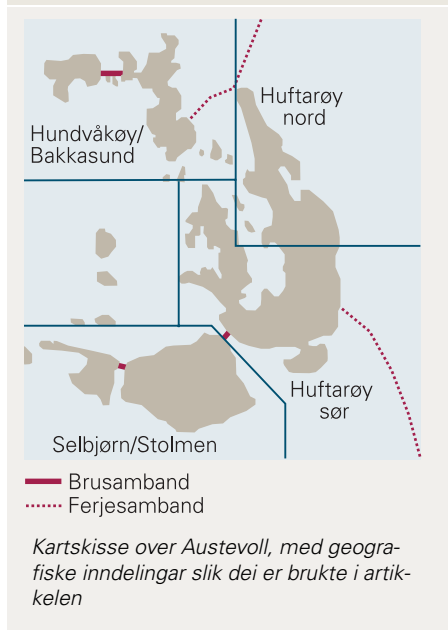 Huftarøy
nord
Hundvåkøy/
Bakkasund
Huftarøy
sør
Selbjørn/Stolmen
Brusamband
Ferjesamband
Kartskisse over Austevoll, med geogra-
fiske inndelingar slik dei er brukte i artik-
kelen